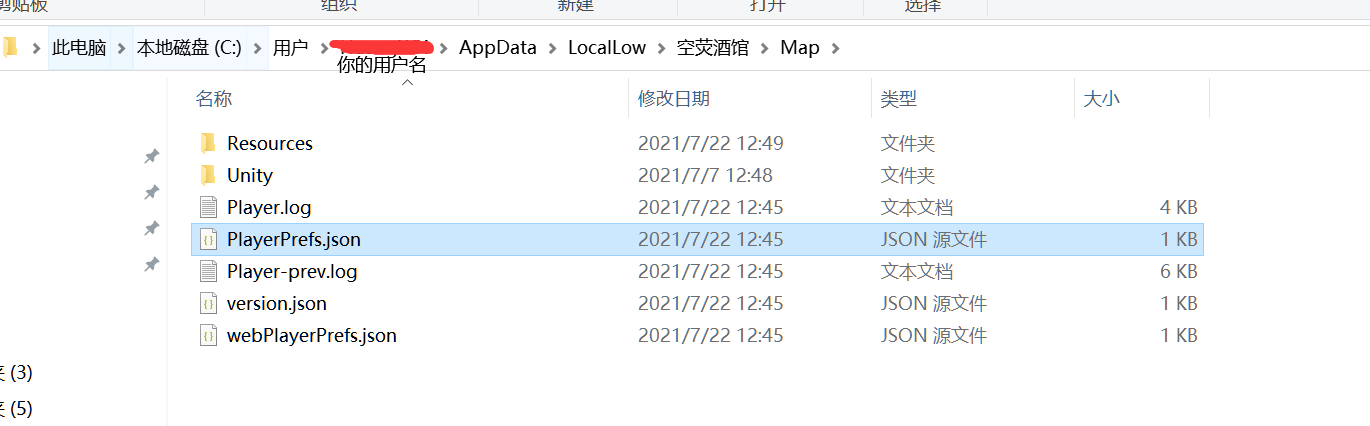 剪贴板 组织 新建 打开 选择
此电脑 本地磁盘 (C:) 用户 AppData LocalLow 空荧酒馆 Map
你的用户名
名称 修改日期 类型 大小
Resources 2021/7/22 12:49 文件夹
Unity 2021/7/7 12:48 文件夹
Player.log 2021/7/22 12:45 文本文档 4 KB
PlayerPrefs.json 2021/7/22 12:45 JSON 源文件 1 KB
Player-prev.log 2021/7/22 12:45 文本文档 6 KB
version.json 2021/7/22 12:45 JSON 源文件 1 KB
webPlayerPrefs.json 2021/7/22 12:45 JSON 源文件 1 KB
(3)
(5)